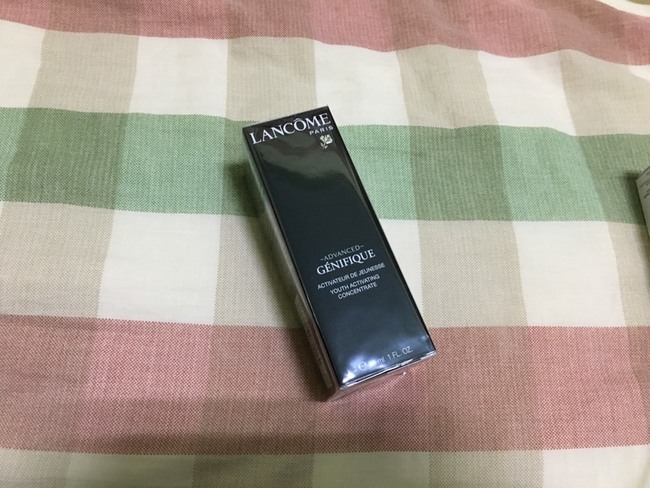 LANCÔME
PARIS
ADVANCED
GÉNIFIQUE
ACTIVATEUR DE JEUNESSE
YOUTH ACTIVATING
CONCENTRATE
1 FL. OZ.